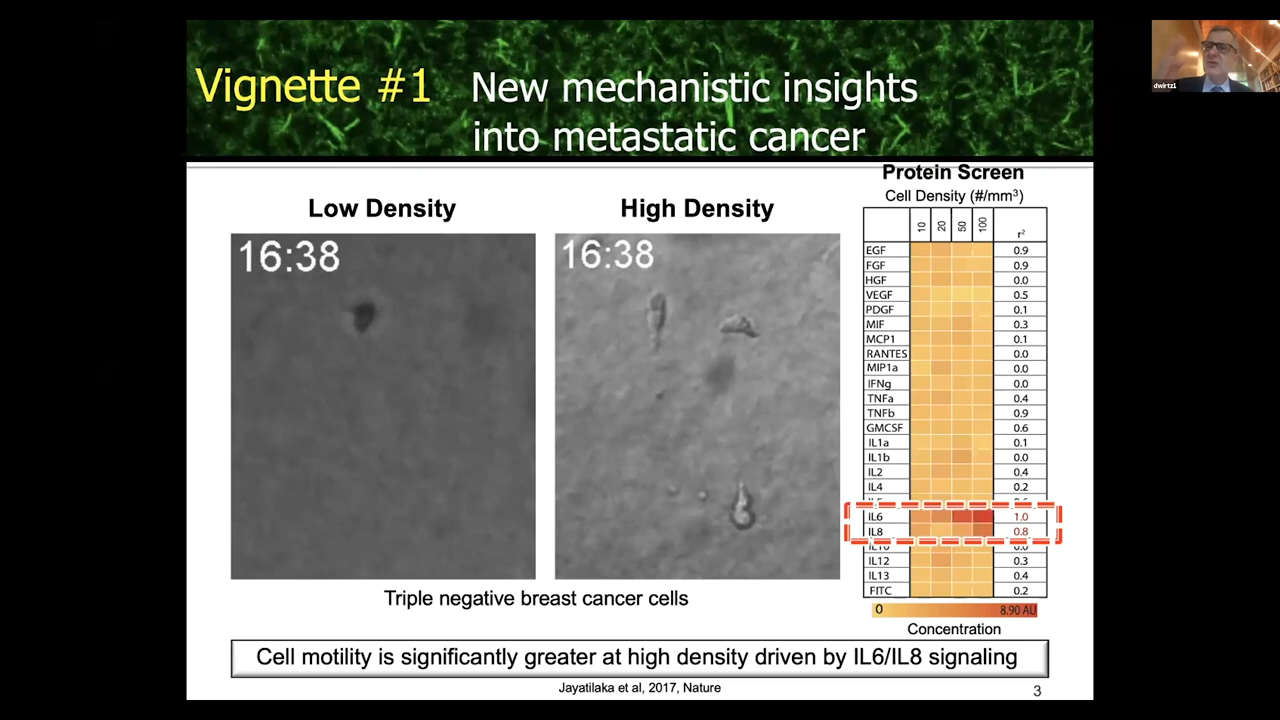 Vignette #1 New mechanistic insights
into metastatic cancer
dwirtz1
Low Density
High Density
16:38
16:38
Triple negative breast cancer cells
Protein Screen
Cell Density (#/mm³)
10 20 50 100 r²
EGF 0.9
FGF 0.9
HGF 0.0
VEGF 0.5
PDGF 0.1
MIF 0.3
MCP1 0.1
RANTES 0.0
MIP1a 0.0
IFNg 0.0
TNFa 0.4
TNFb 0.9
GMCSF 0.6
IL1a 0.1
IL1b 0.0
IL2 0.4
IL4 0.2
IL6 1.0
IL8 0.8
IL10 0.0
IL12 0.3
IL13 0.4
FITC 0.2
0 8.90 AU
Concentration
Cell motility is significantly greater at high density driven by IL6/IL8 signaling
Jayatilaka et al, 2017, Nature
3